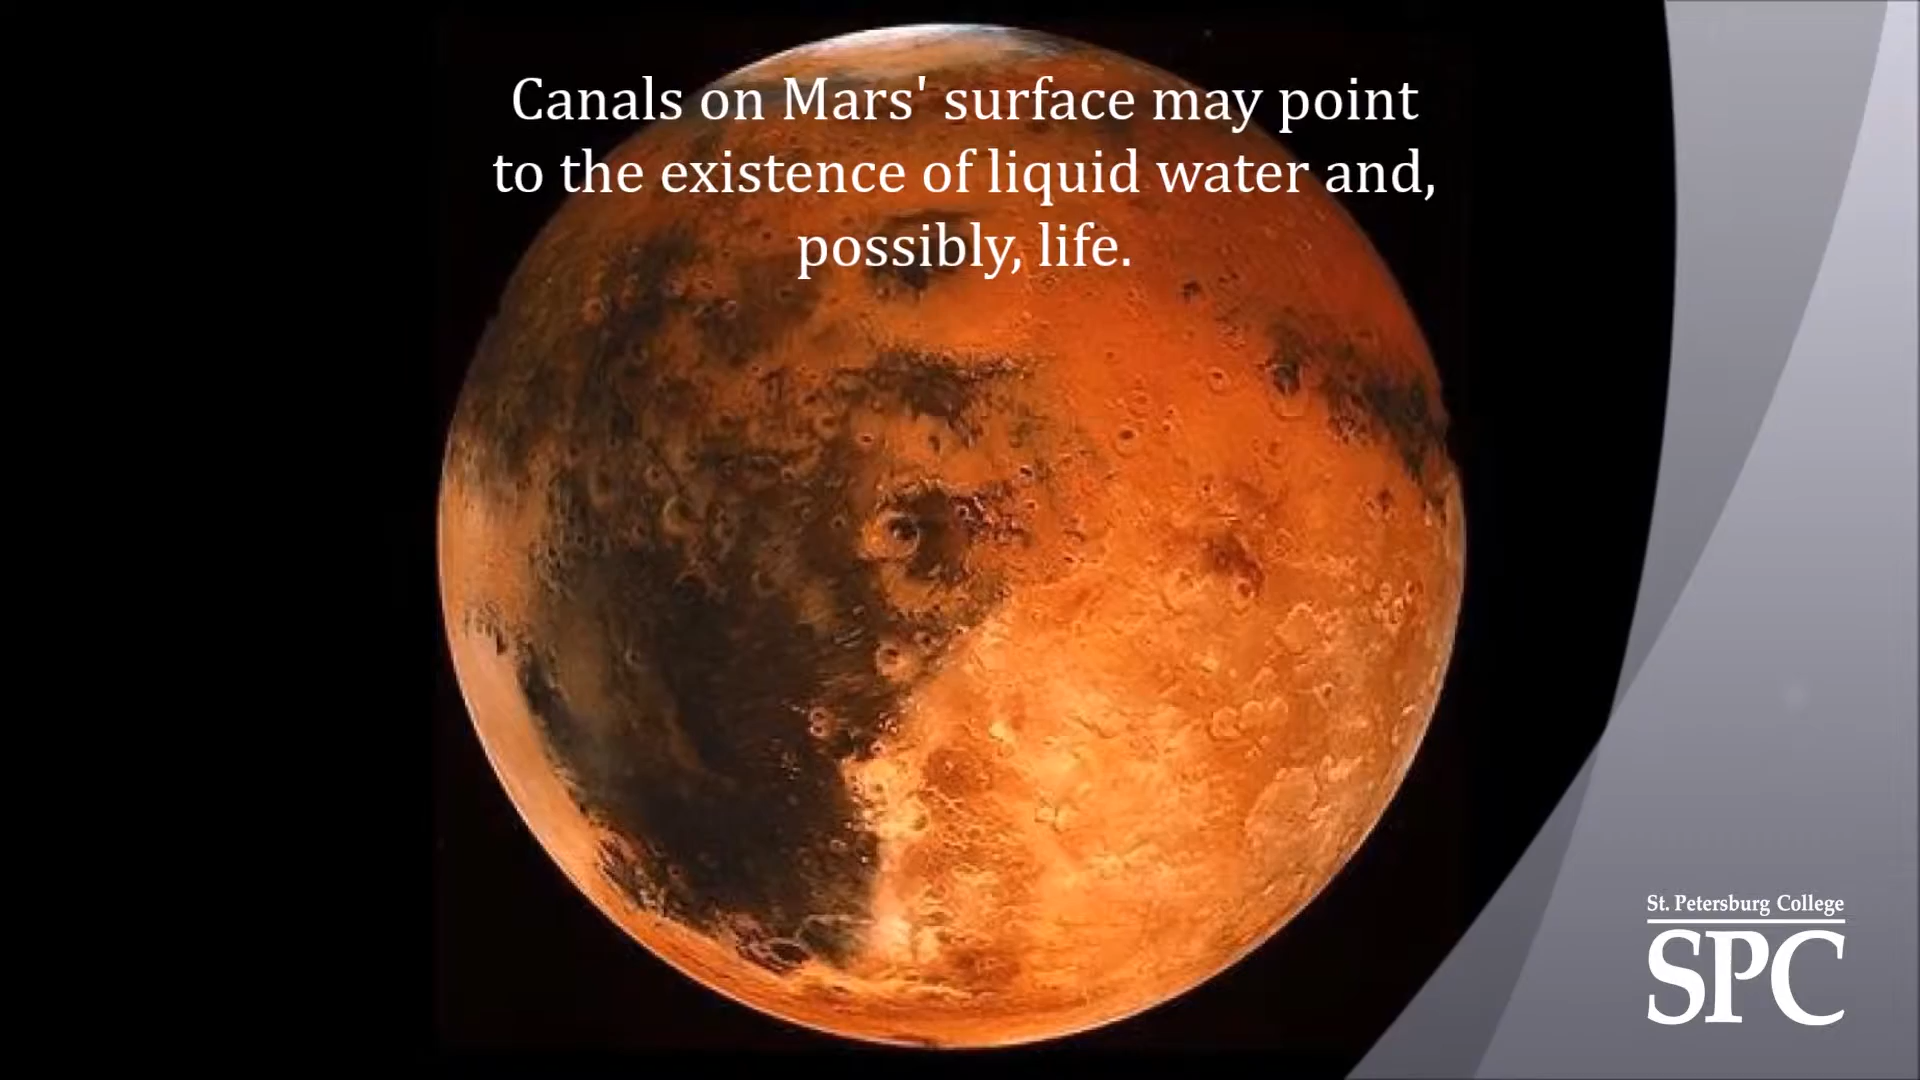 Canals on Mars' surface may point
to the existence of liquid water and,
possibly, life.
St. Petersburg College
SPC